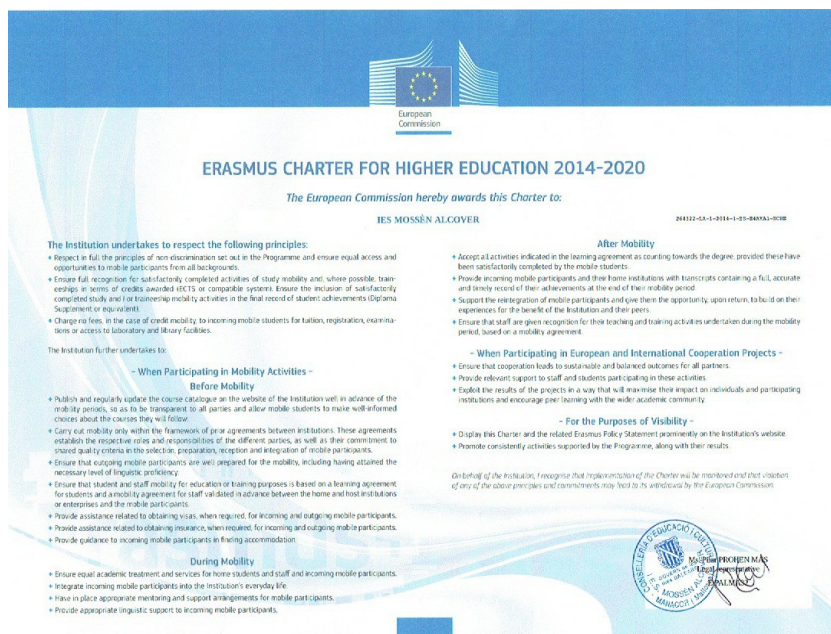 European
Commission
ERASMUS CHARTER FOR HIGHER EDUCATION 2014-2020
The European Commission hereby awards this Charter to:
IES MOSSÈN ALCOVER
The Institution undertakes to respect the following principles:
+ Respect in full the principles of non-discrimination set out in the Programme and ensure equal access and
opportunities to mobile participants from all backgrounds.
+ Ensure full recognition for satisfactorily completed activities of study mobility and, where possible, train-
eeships in terms of credits awarded (ECTS or compatible system). Ensure the inclusion of satisfactorily
completed study and / or traineeship mobility activities in the final record of student achievements (Diploma
Supplement or equivalent).
+ Charge no fees, in the case of credit mobility, to incoming mobile students for tuition, registration, examina-
tions or access to laboratory and library facilities.
The Institution further undertakes to:
- When Participating in Mobility Activities -
Before Mobility
+ Publish and regularly update the course catalogue on the website of the Institution well in advance of the
mobility periods, so as to be transparent to all parties and allow mobile students to make well-informed
choices about the courses they will follow.
+ Carry out mobility only within the framework of prior agreements between institutions. These agreements
establish the respective roles and responsibilities of the different parties, as well as their commitment to
shared quality criteria in the selection, preparation, reception and integration of mobile participants.
+ Ensure that outgoing mobile participants are well prepared for the mobility, including having attained the
necessary level of linguistic proficiency.
+ Ensure that student and staff mobility for education or training purposes is based on a learning agreement
for students and a mobility agreement for staff validated in advance between the home and host institutions
or enterprises and the mobile participants.
+ Provide assistance related to obtaining visas, when required, for incoming and outgoing mobile participants.
+ Provide assistance related to obtaining insurance, when required, for incoming and outgoing mobile participants.
+ Provide guidance to incoming mobile participants in finding accommodation.
During Mobility
+ Ensure equal academic treatment and services for home students and staff and incoming mobile participants.
+ Integrate incoming mobile participants into the Institution's everyday life.
+ Have in place appropriate mentoring and support arrangements for mobile participants.
+ Provide appropriate linguistic support to incoming mobile participants.
After Mobility
+ Accept all activities indicated in the learning agreement as counting towards the degree, provided these have
been satisfactorily completed by the mobile students.
+ Provide incoming mobile participants and their home institutions with transcripts containing a full, accurate
and timely record of their achievements at the end of their mobility period.
+ Support the reintegration of mobile participants and give them the opportunity, upon return, to build on their
experiences for the benefit of the Institution and their peers.
+ Ensure that staff are given recognition for their teaching and training activities undertaken during the mobility
period, based on a mobility agreement.
- When Participating in European and International Cooperation Projects -
+ Ensure that cooperation leads to sustainable and balanced outcomes for all partners.
+ Provide relevant support to staff and students participating in these activities.
+ Exploit the results of the projects in a way that will maximise their impact on individuals and participating
institutions and encourage peer learning with the wider academic community.
- For the Purposes of Visibility -
+ Display this Charter and the related Erasmus Policy Statement prominently on the Institution's website.
+ Promote consistently activities supported by the Programme, along with their results.
On behalf of the Institution, I recognise that implementation of the Charter will be monitored and that violation
of any of the above principles and commitments may lead to its withdrawal by the European Commission.
CONSELLERIA D'EDUCACIÓ I CULTURA
MOSSÈN ALCOVER
MANACOR
PROHEN MAS
Legal representative